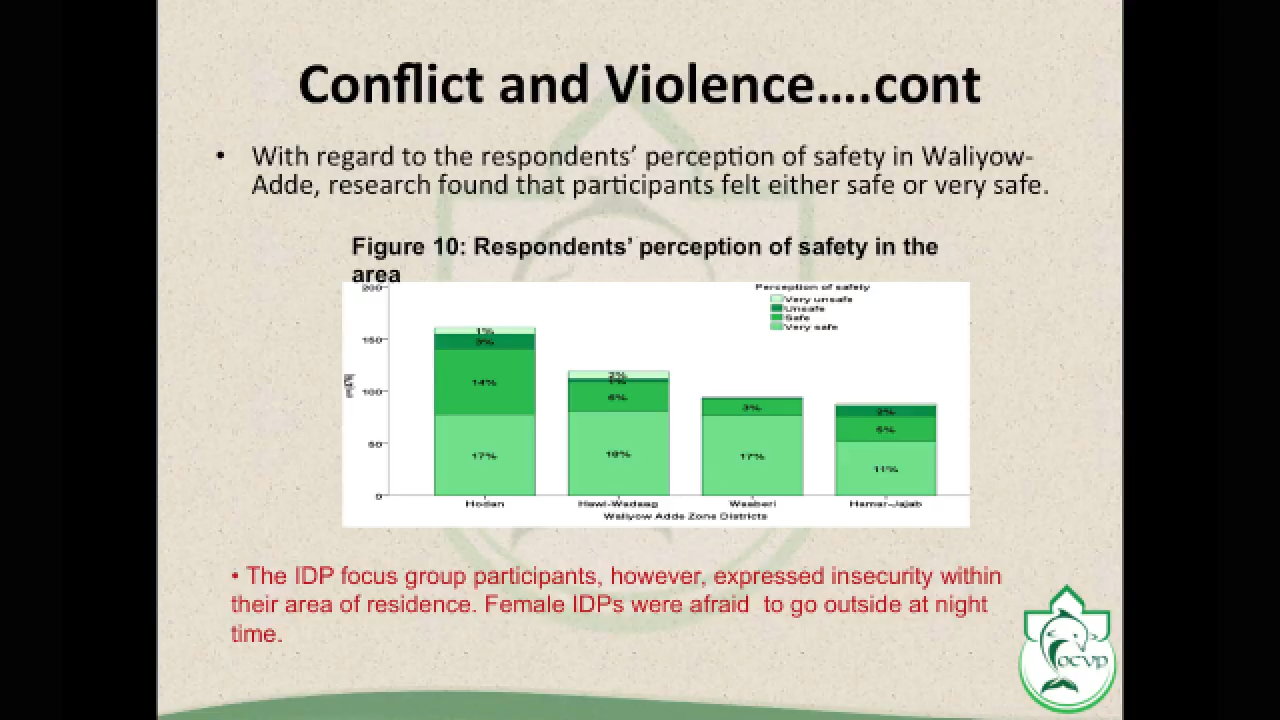 Conflict and Violence….cont
• With regard to the respondents’ perception of safety in Waliyow-
Adde, research found that participants felt either safe or very safe.
Figure 10: Respondents’ perception of safety in the
area
Perception of safety
Very unsafe
Unsafe
Safe
Very safe
200
150
100
50
0
1%
3%
14%
17%
2%
1%
6%
18%
3%
17%
2%
5%
11%
Hodan Hawl-Wadaag Waaberi Hamar-Jajab
Waliyow Adde Zone Districts
• The IDP focus group participants, however, expressed insecurity within
their area of residence. Female IDPs were afraid to go outside at night
time.
OCVP